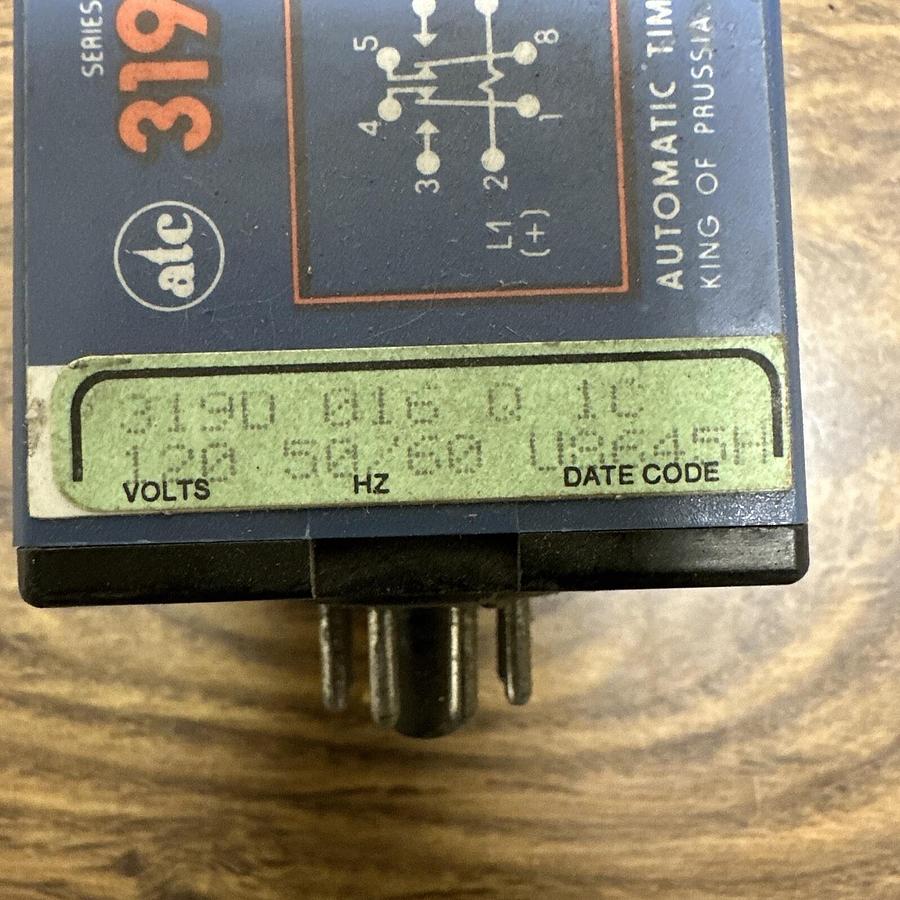 SERIES
319
atc
5
8
4
1
3
2
L1
(+)
AUTOMATIC TIM
KING OF PRUSSIA,
319D 016 Q 1C
120 50/60
VOLTS HZ DATE CODE